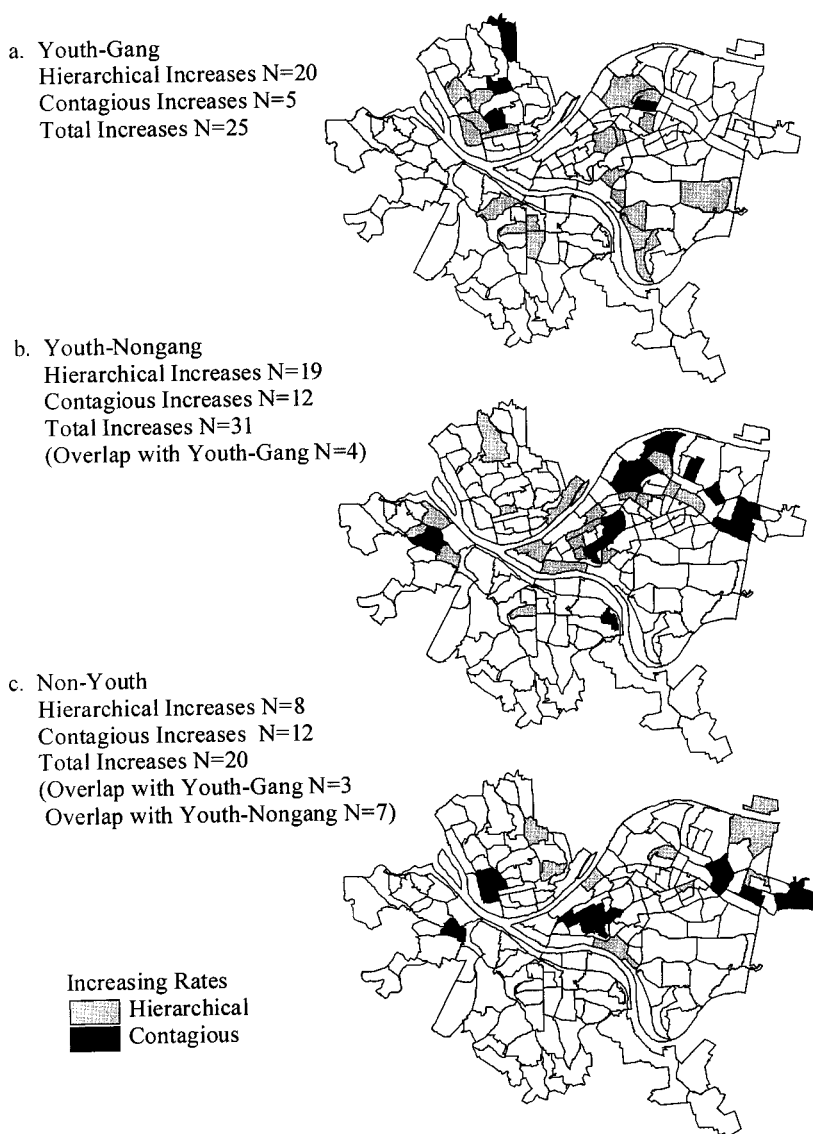 a. Youth-Gang
Hierarchical Increases N=20
Contagious Increases N=5
Total Increases N=25
b. Youth-Nongang
Hierarchical Increases N=19
Contagious Increases N=12
Total Increases N=31
(Overlap with Youth-Gang N=4)
c. Non-Youth
Hierarchical Increases N=8
Contagious Increases N=12
Total Increases N=20
(Overlap with Youth-Gang N=3
Overlap with Youth-Nongang N=7)
Increasing Rates
Hierarchical
Contagious